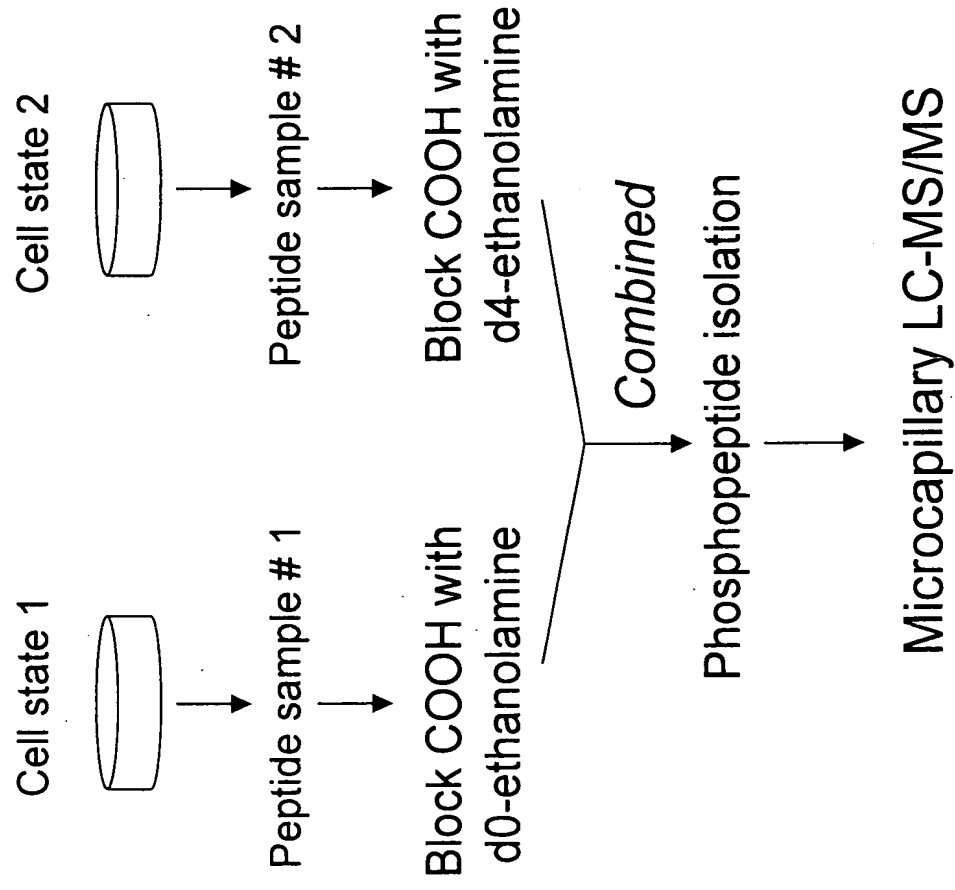 Cell state 1
Cell state 2
Peptide sample # 1
Peptide sample # 2
Block COOH with
d0-ethanolamine
Block COOH with
d4-ethanolamine
Combined
Phosphopeptide isolation
Microcapillary LC-MS/MS